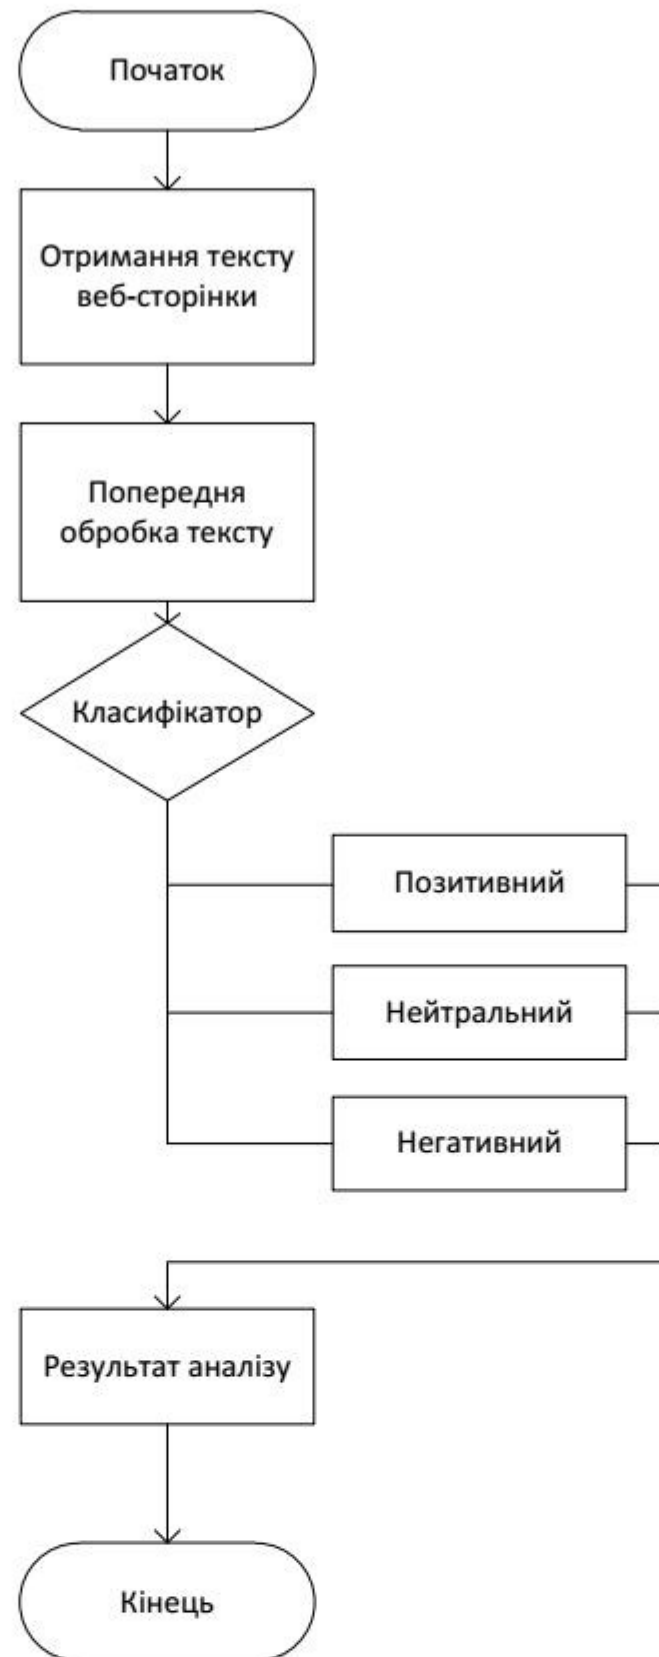 Початок
Отримання тексту
веб-сторінки
Попередня
обробка тексту
Класифікатор
Позитивний
Нейтральний
Негативний
Результат аналізу
Кінець